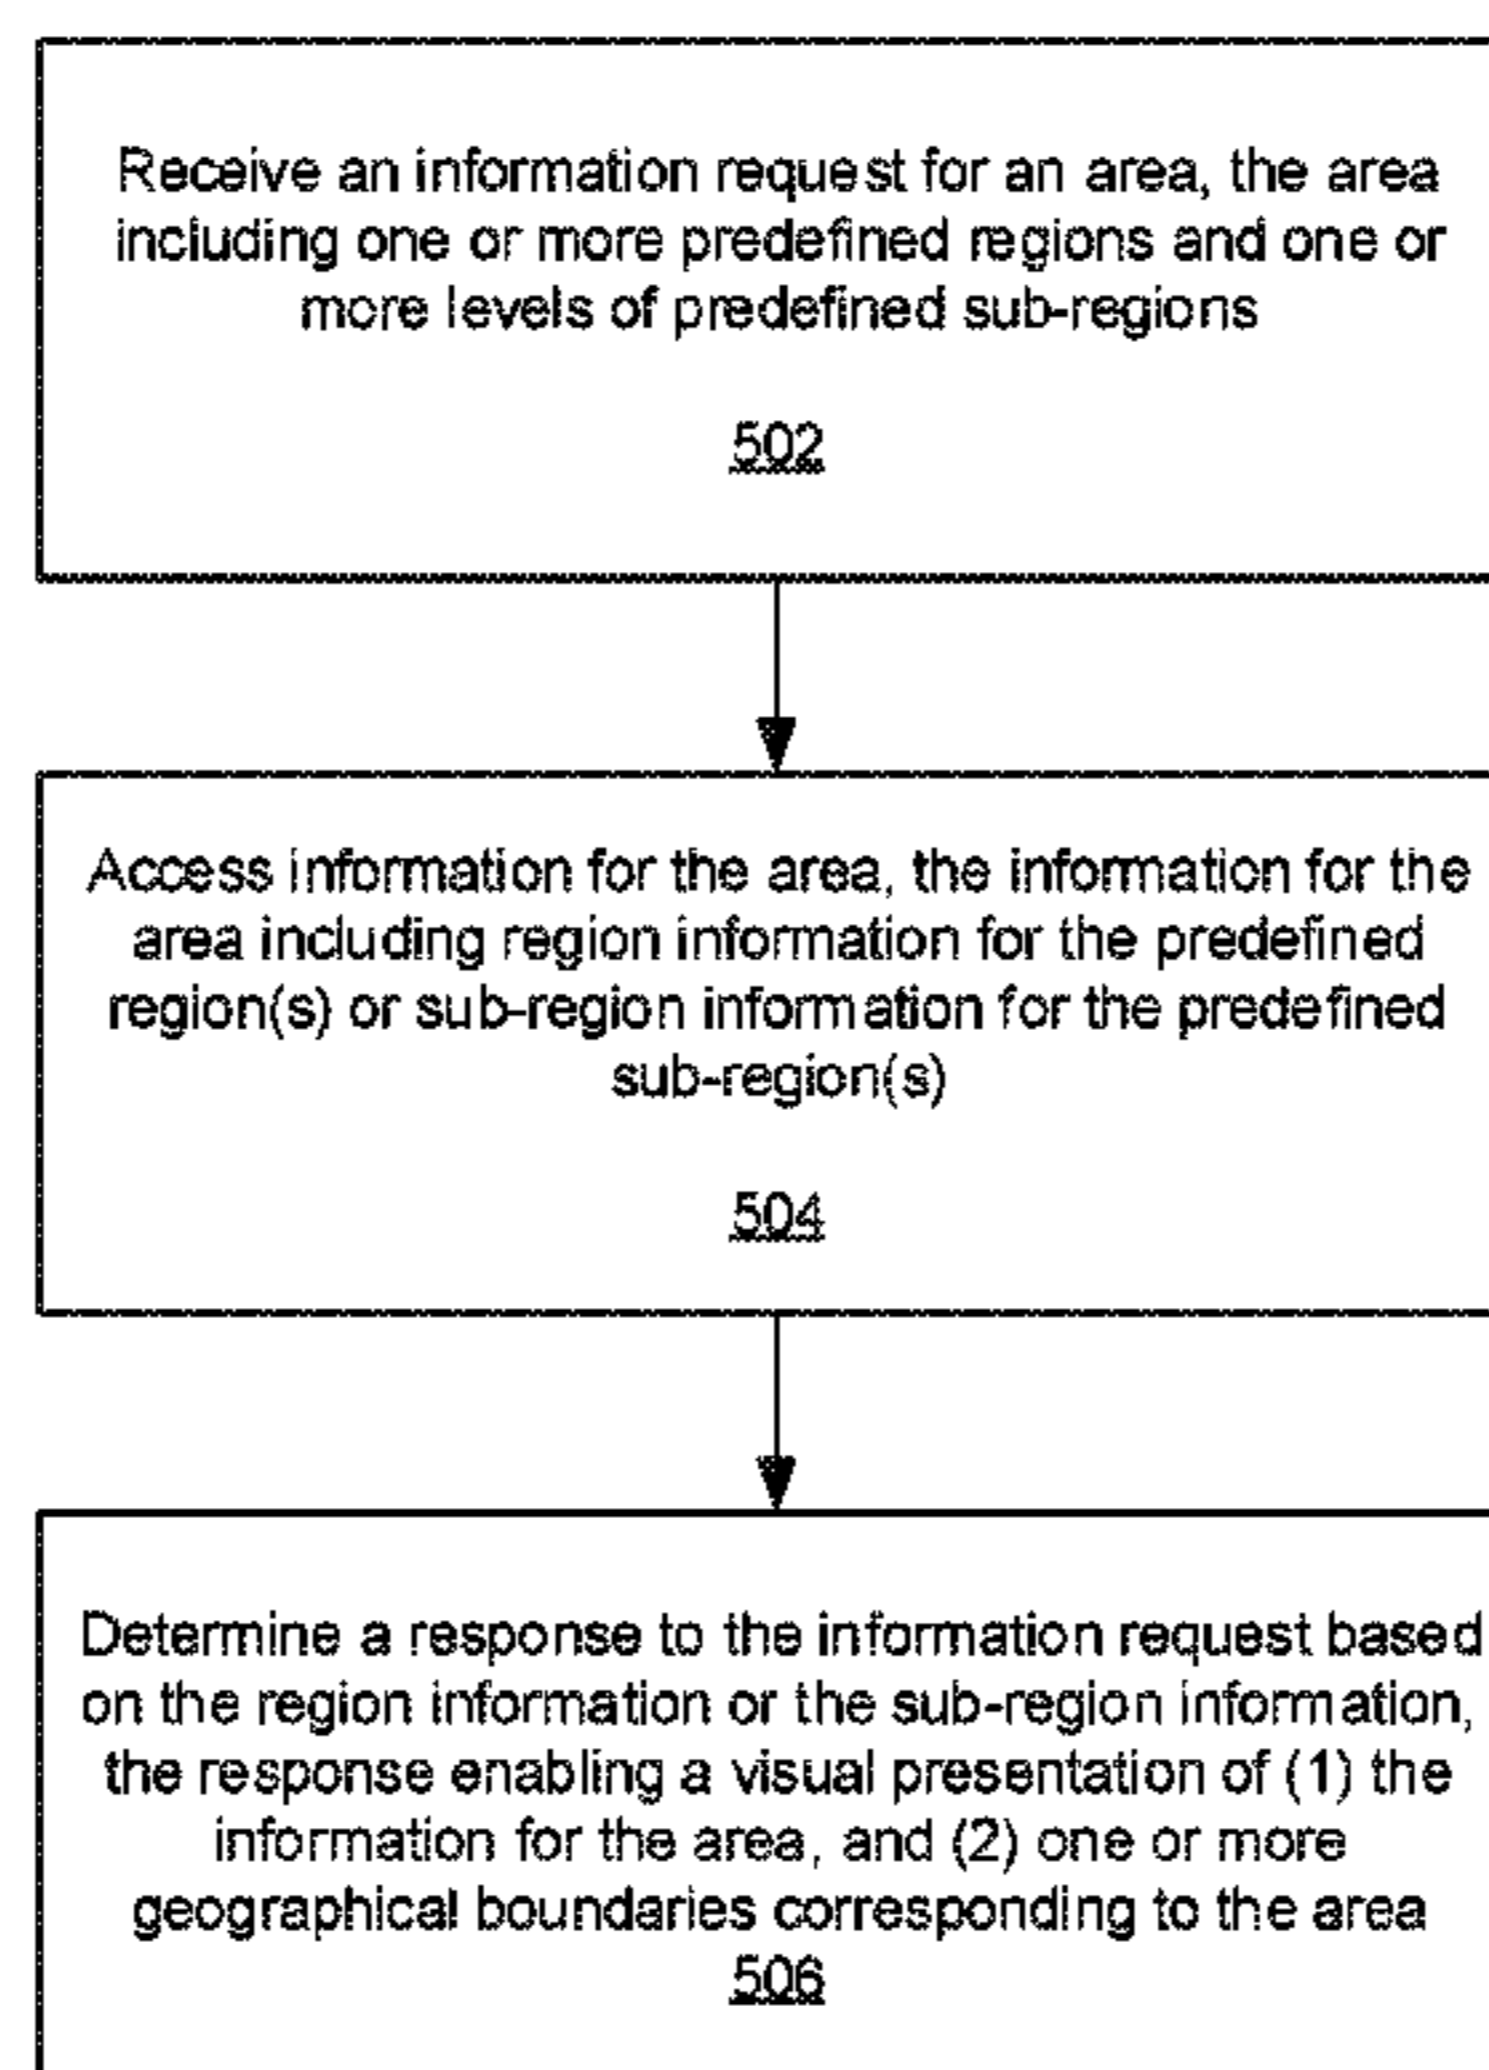 Receive an information request for an area, the area
including one or more predefined regions and one or
more levels of predefined sub-regions
502
Access information for the area, the information for the
area including region information for the predefined
region(s) or sub-region information for the predefined
sub-region(s)
504
Determine a response to the information request based
on the region information or the sub-region information,
the response enabling a visual presentation of (1) the
information for the area, and (2) one or more
geographical boundaries corresponding to the area
506